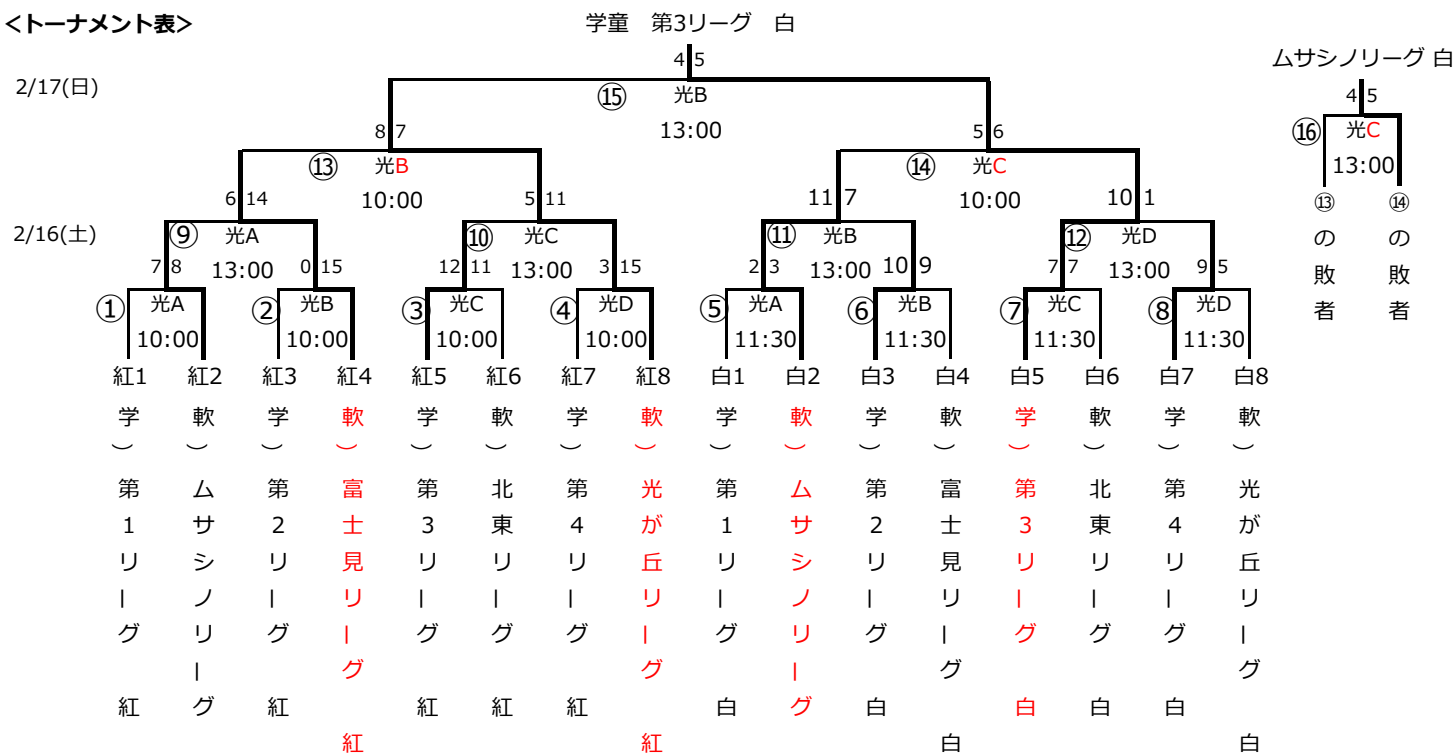 <トーナメント表>
学童　第3リーグ　白
ムサシノリーグ 白
2/17(日)
4 5
⑮ 光B
13:00
4 5
⑯ 光C
13:00
⑬の敗者
⑭の敗者
8 7
⑬ 光B
10:00
5 6
⑭ 光C
10:00
2/16(土)
6 14
⑨ 光A
13:00
5 11
⑩ 光C
13:00
11 7
⑪ 光B
13:00
10 1
⑫ 光D
13:00
7 8
① 光A
10:00
0 15
② 光B
10:00
12 11
③ 光C
10:00
3 15
④ 光D
10:00
2 3
⑤ 光A
11:30
10 9
⑥ 光B
11:30
7 7
⑦ 光C
11:30
9 5
⑧ 光D
11:30
紅1 紅2 紅3 紅4 紅5 紅6 紅7 紅8 白1 白2 白3 白4 白5 白6 白7 白8
学）第1リーグ 紅
軟）ムサシノリーグ
学）第2リーグ 紅
軟）富士見リーグ 紅
学）第3リーグ 紅
軟）北東リーグ 紅
学）第4リーグ 紅
軟）光が丘リーグ 紅
学）第1リーグ 白
軟）ムサシノリーグ
学）第2リーグ 白
軟）富士見リーグ 白
学）第3リーグ 白
軟）北東リーグ 白
学）第4リーグ 白
軟）光が丘リーグ 白